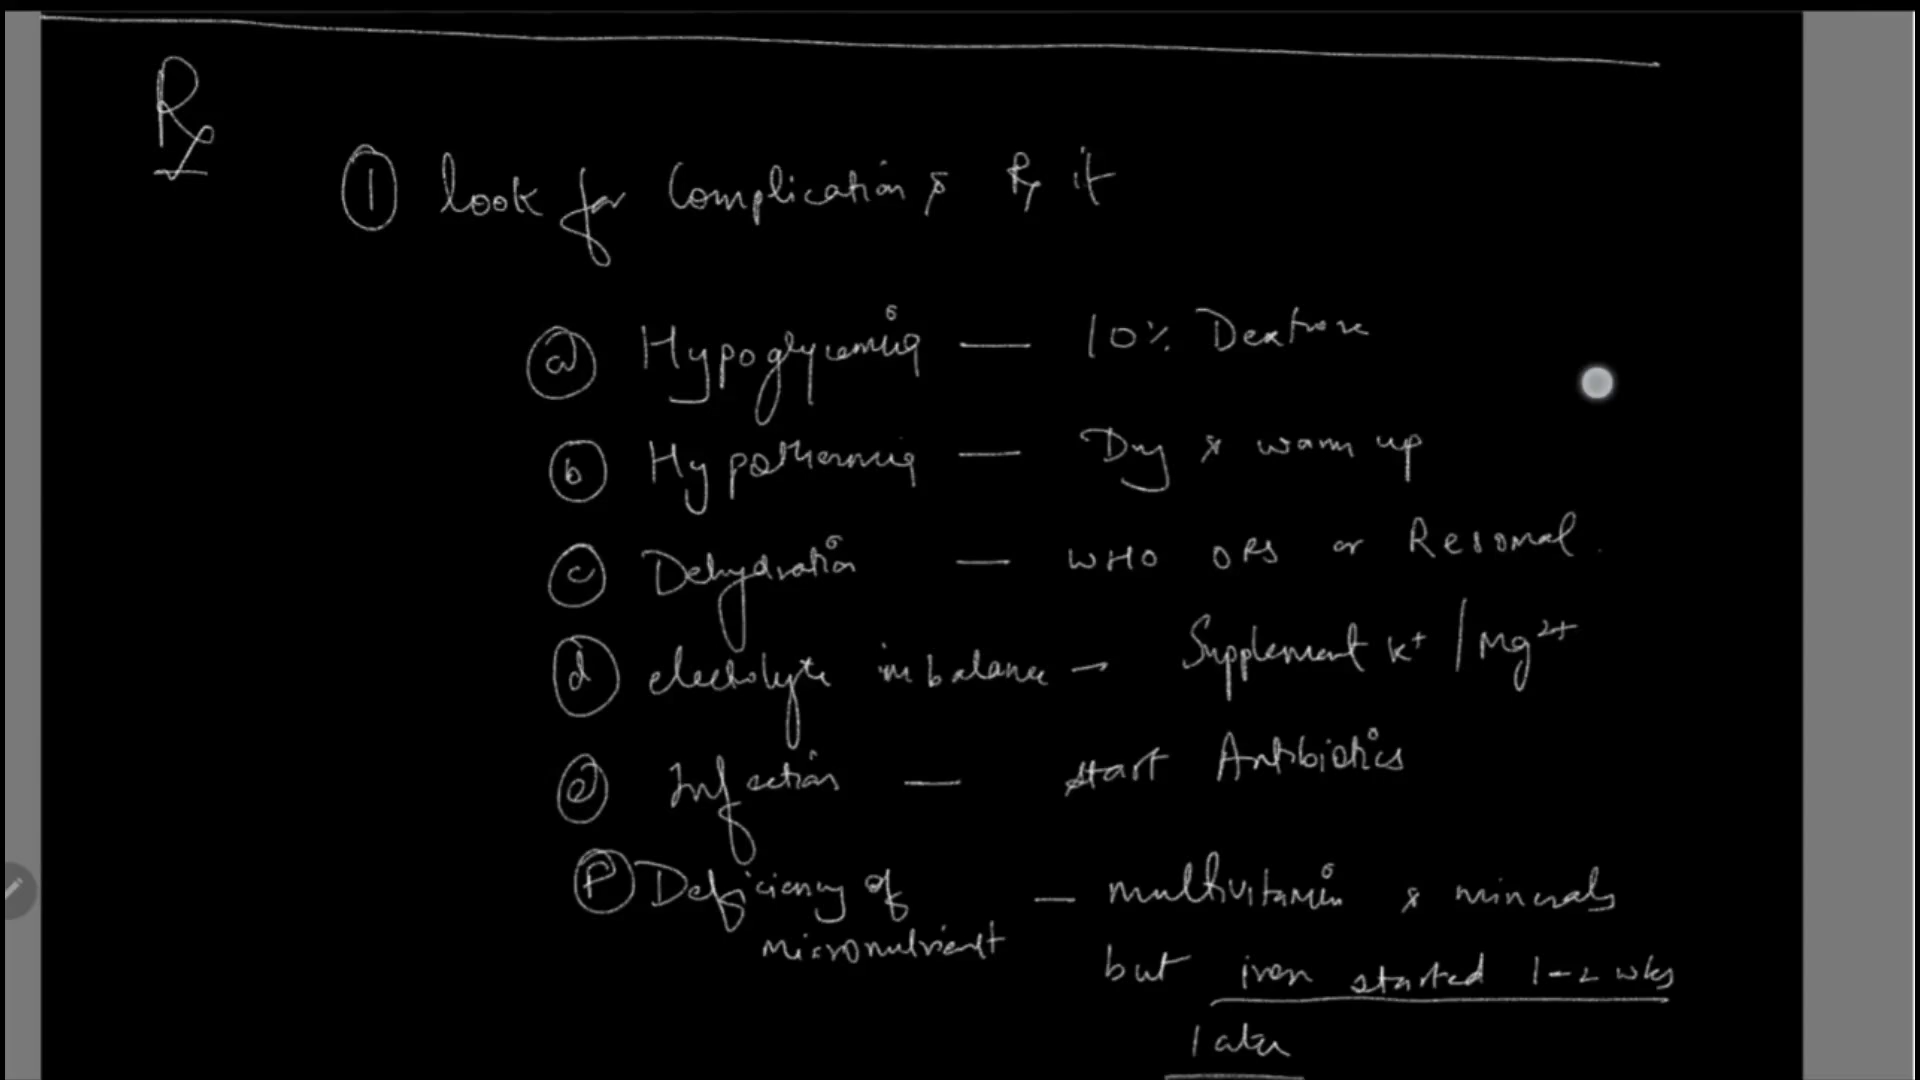 Rx
① look for Complication & Rx it
ⓐ Hypoglycemia — 10% Dextrose
ⓑ Hypothermia — Dry & warm up
ⓒ Dehydration — WHO ORS or Resomal.
ⓓ electrolyte imbalance → Supplement K+ / Mg2+
ⓔ Infection — start Antibiotics
ⓕ Deficiency of — multivitamin & minerals
micronutrient but iron started 1-2 wks
later